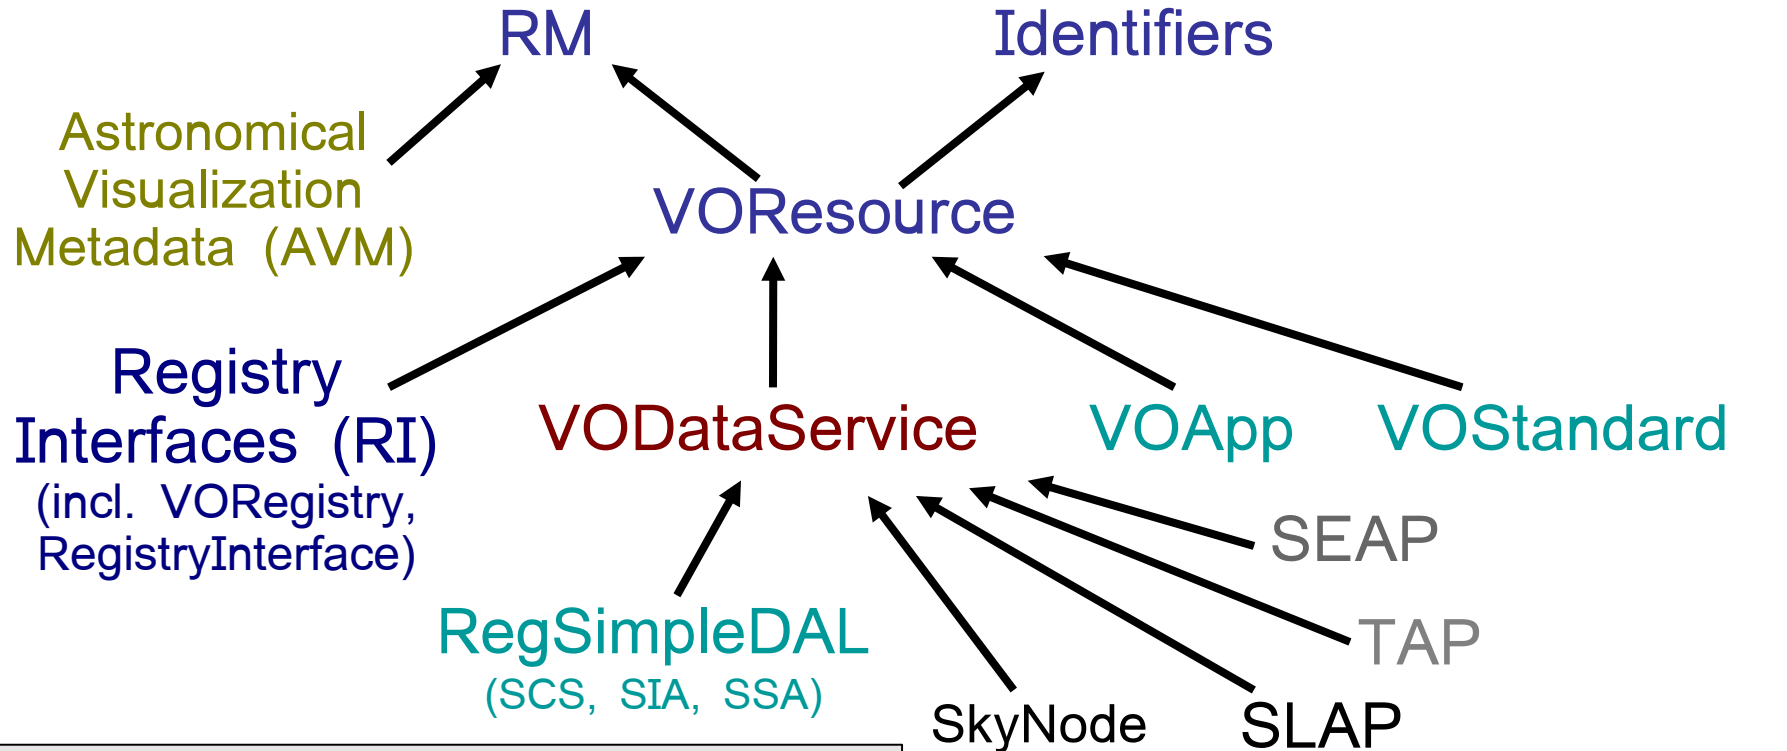 RM
Identifiers
Astronomical
Visualization
Metadata (AVM)
VOResource
Registry
Interfaces (RI)
(incl. VORegistry,
RegistryInterface)
VODataService
VOApp
VOStandard
SEAP
RegSimpleDAL
(SCS, SIA, SSA)
TAP
SkyNode
SLAP